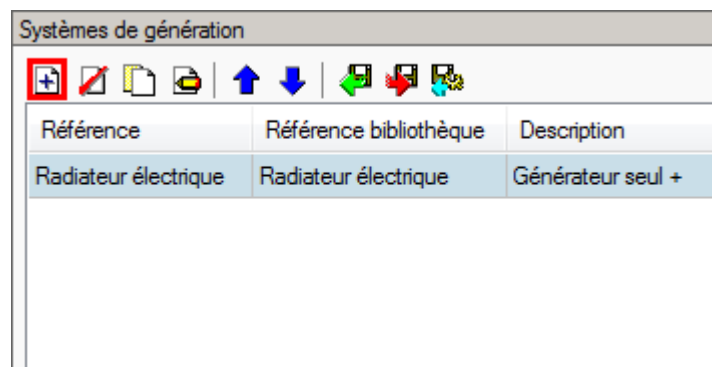 Systèmes de génération
Référence Référence bibliothèque Description
Radiateur électrique Radiateur électrique Générateur seul +